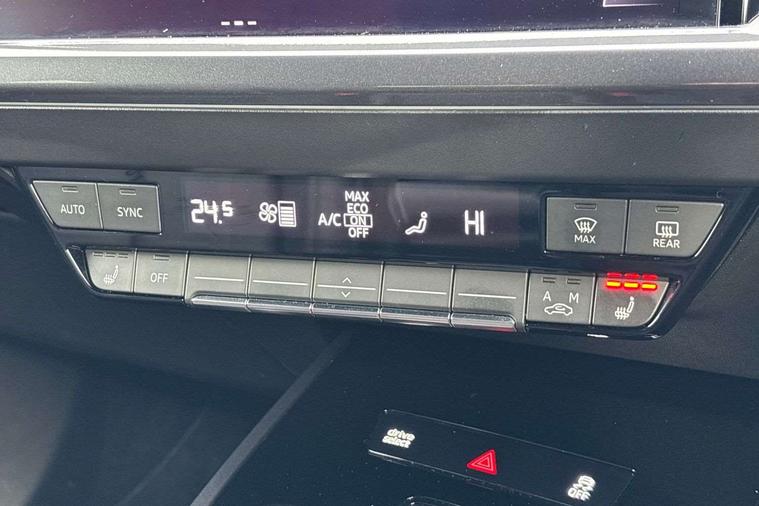 AUTO
SYNC
24.5
A/C
MAX
ECO
ON
OFF
HI
MAX
REAR
OFF
A M
drive
select
OFF